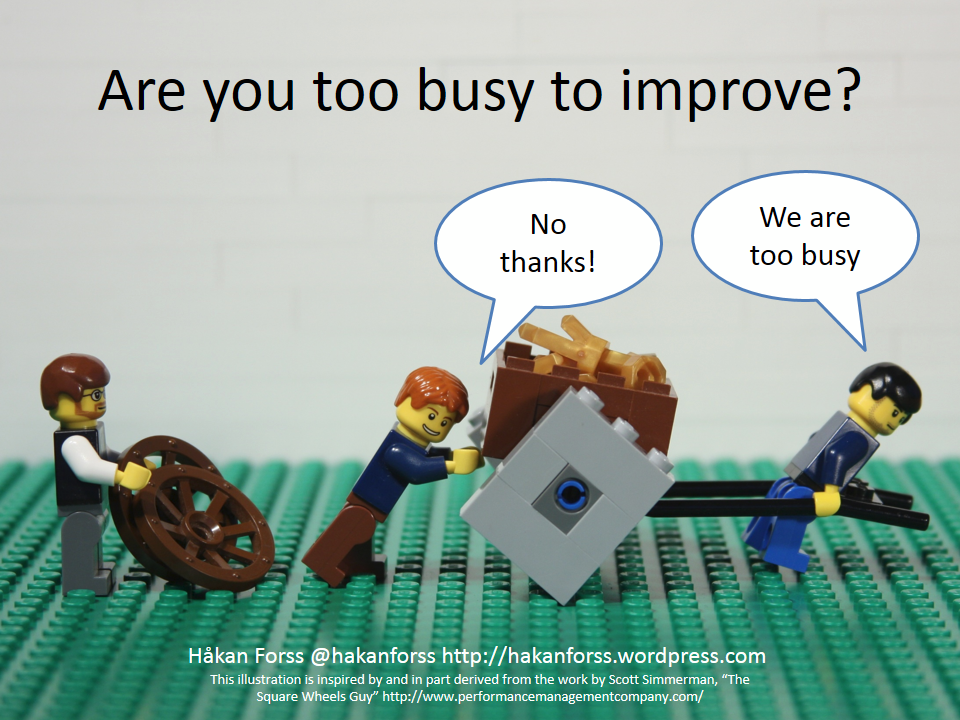 Are you too busy to improve?
No
thanks!
We are
too busy
Håkan Forss @hakanforss http://hakanforss.wordpress.com
This illustration is inspired by and in part derived from the work by Scott Simmerman, “The
Square Wheels Guy” http://www.performancemanagementcompany.com/